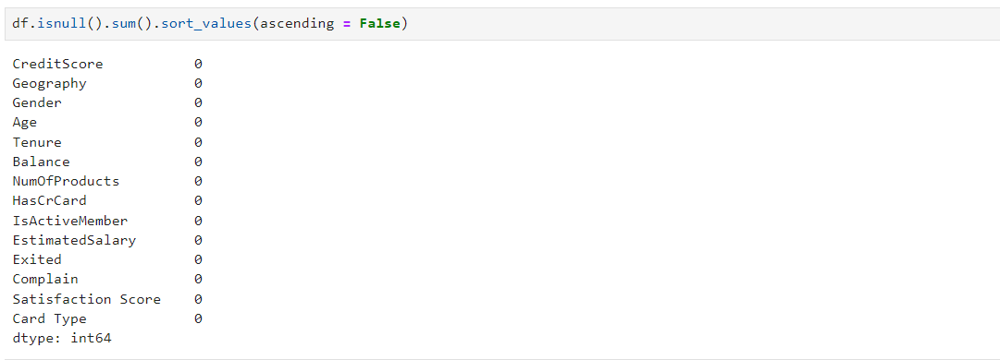 df.isnull().sum().sort_values(ascending = False)
CreditScore 0
Geography 0
Gender 0
Age 0
Tenure 0
Balance 0
NumOfProducts 0
HasCrCard 0
IsActiveMember 0
EstimatedSalary 0
Exited 0
Complain 0
Satisfaction Score 0
Card Type 0
dtype: int64